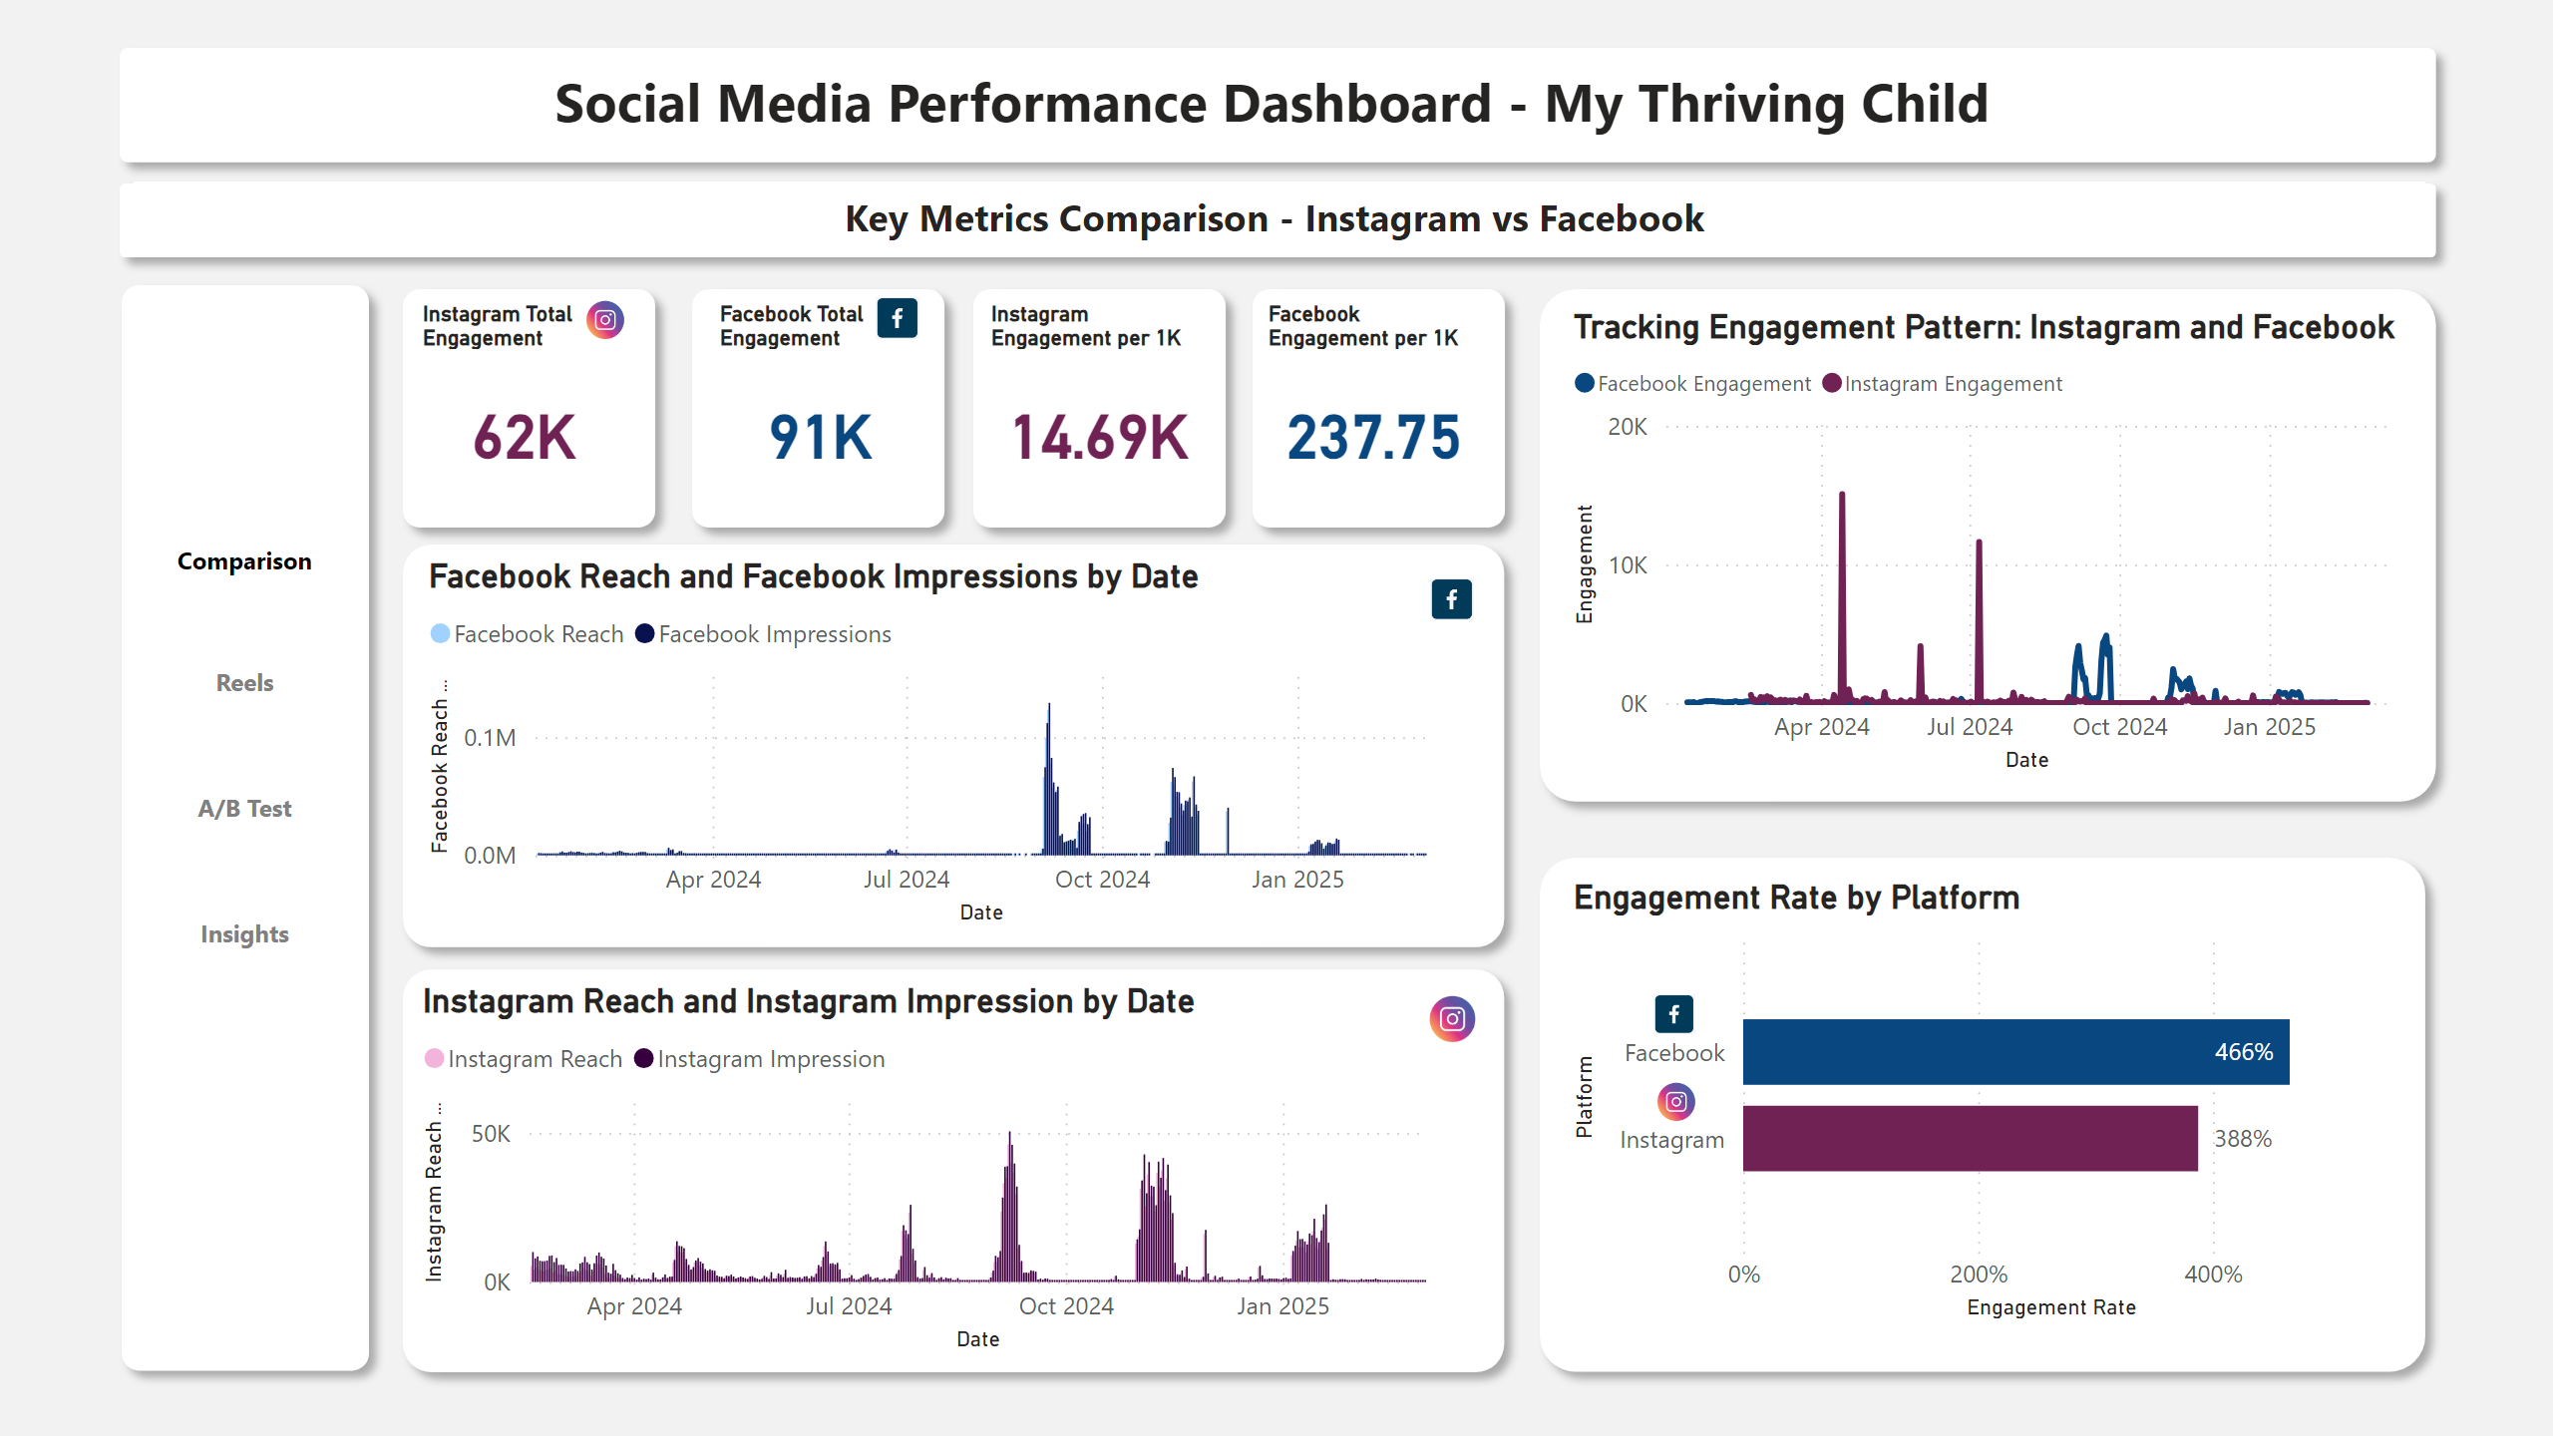 Social Media Performance Dashboard - My Thriving Child
Key Metrics Comparison - Instagram vs Facebook
Comparison
Reels
A/B Test
Insights
Instagram Total
Engagement
62K
Facebook Total
Engagement
91K
Instagram
Engagement per 1K
14.69K
Facebook
Engagement per 1K
237.75
Facebook Reach and Facebook Impressions by Date
Facebook Reach Facebook Impressions
Facebook Reach ...
0.1M
0.0M
Apr 2024 Jul 2024 Oct 2024 Jan 2025
Date
Instagram Reach and Instagram Impression by Date
Instagram Reach Instagram Impression
Instagram Reach ...
50K
0K
Apr 2024 Jul 2024 Oct 2024 Jan 2025
Date
Tracking Engagement Pattern: Instagram and Facebook
Facebook Engagement Instagram Engagement
Engagement
20K
10K
0K
Apr 2024 Jul 2024 Oct 2024 Jan 2025
Date
Engagement Rate by Platform
Platform
Facebook 466%
Instagram 388%
0% 200% 400%
Engagement Rate